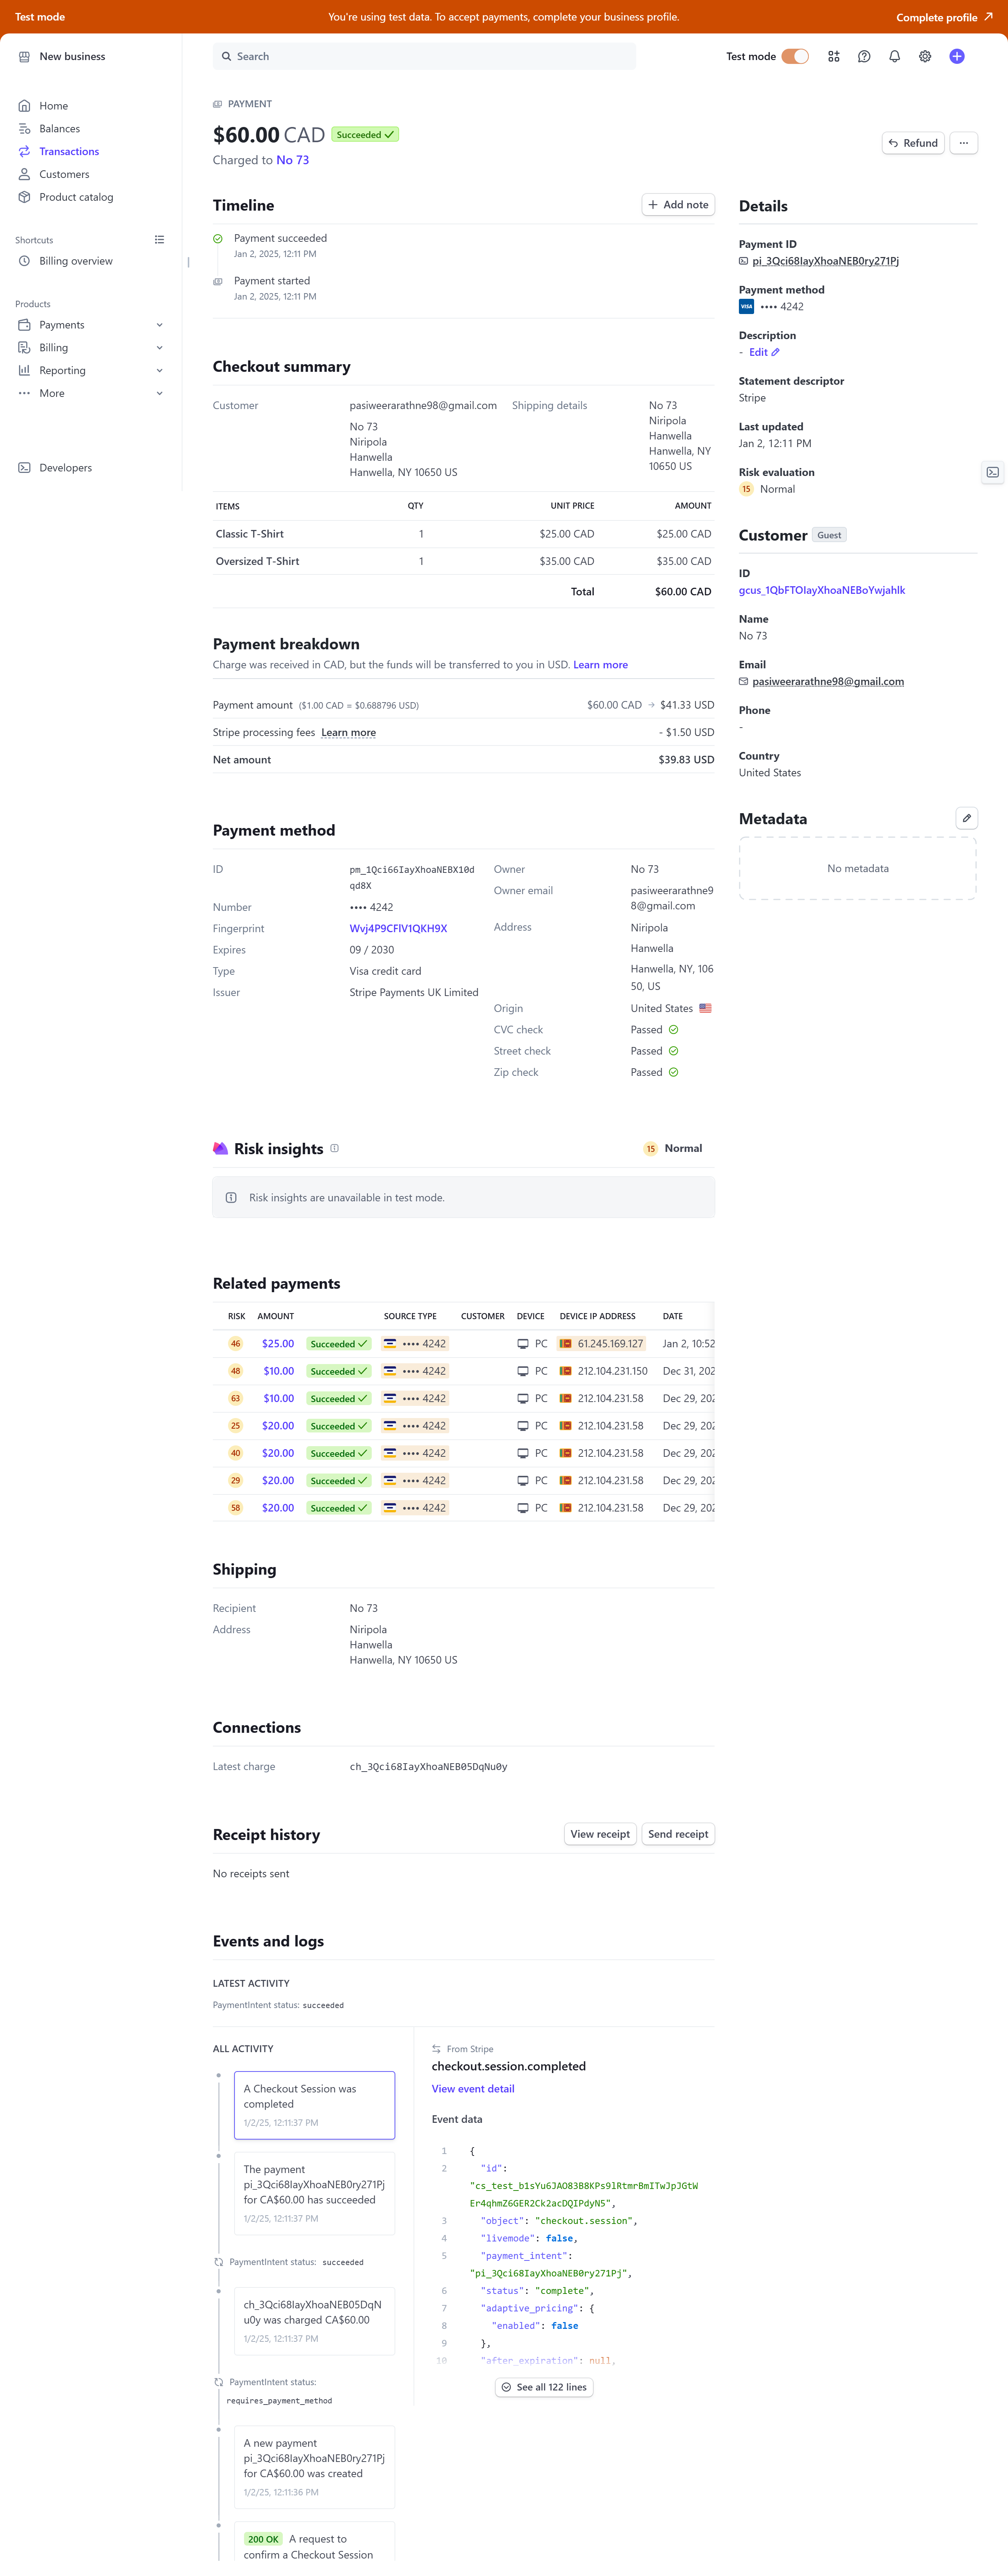 Test mode
You're using test data. To accept payments, complete your business profile.
Complete profile
New business
Search
Test mode
Home
Balances
Transactions
Customers
Product catalog
Shortcuts
Billing overview
Products
Payments
Billing
Reporting
More
Developers
PAYMENT
$60.00 CAD Succeeded
Charged to No 73
Refund
Timeline
Add note
Payment succeeded
Jan 2, 2025, 12:11 PM
Payment started
Jan 2, 2025, 12:11 PM
Checkout summary
Customer
pasiweerarathne98@gmail.com
No 73
Niripola
Hanwella
Hanwella, NY 10650 US
Shipping details
No 73
Niripola
Hanwella
Hanwella, NY
10650 US
ITEMS QTY UNIT PRICE AMOUNT
Classic T-Shirt 1 $25.00 CAD $25.00 CAD
Oversized T-Shirt 1 $35.00 CAD $35.00 CAD
Total $60.00 CAD
Payment breakdown
Charge was received in CAD, but the funds will be transferred to you in USD. Learn more
Payment amount ($1.00 CAD = $0.688796 USD) $60.00 CAD → $41.33 USD
Stripe processing fees Learn more - $1.50 USD
Net amount $39.83 USD
Payment method
ID
pm_1Qci66IayXhoaNEBX10d
qd8X
Number •••• 4242
Fingerprint Wvj4P9CFlV1QKH9X
Expires 09 / 2030
Type Visa credit card
Issuer Stripe Payments UK Limited
Owner No 73
Owner email pasiweerarathne9
8@gmail.com
Address Niripola
Hanwella
Hanwella, NY, 106
50, US
Origin United States
CVC check Passed
Street check Passed
Zip check Passed
Risk insights
15 Normal
Risk insights are unavailable in test mode.
Related payments
RISK AMOUNT SOURCE TYPE CUSTOMER DEVICE DEVICE IP ADDRESS DATE
46 $25.00 Succeeded •••• 4242 PC 61.245.169.127 Jan 2, 10:52
48 $10.00 Succeeded •••• 4242 PC 212.104.231.150 Dec 31, 202
63 $10.00 Succeeded •••• 4242 PC 212.104.231.58 Dec 29, 202
25 $20.00 Succeeded •••• 4242 PC 212.104.231.58 Dec 29, 202
40 $20.00 Succeeded •••• 4242 PC 212.104.231.58 Dec 29, 202
29 $20.00 Succeeded •••• 4242 PC 212.104.231.58 Dec 29, 202
58 $20.00 Succeeded •••• 4242 PC 212.104.231.58 Dec 29, 202
Shipping
Recipient No 73
Address Niripola
Hanwella
Hanwella, NY 10650 US
Connections
Latest charge ch_3Qci68IayXhoaNEB05DqNu0y
Receipt history
View receipt
Send receipt
No receipts sent
Events and logs
LATEST ACTIVITY
PaymentIntent status: succeeded
ALL ACTIVITY
A Checkout Session was
completed
1/2/25, 12:11:37 PM
The payment
pi_3Qci68IayXhoaNEB0ry271Pj
for CA$60.00 has succeeded
1/2/25, 12:11:37 PM
PaymentIntent status: succeeded
ch_3Qci68IayXhoaNEB05DqN
u0y was charged CA$60.00
1/2/25, 12:11:37 PM
PaymentIntent status:
requires_payment_method
A new payment
pi_3Qci68IayXhoaNEB0ry271Pj
for CA$60.00 was created
1/2/25, 12:11:36 PM
200 OK A request to
confirm a Checkout Session
From Stripe
checkout.session.completed
View event detail
Event data
1 {
2 "id":
"cs_test_b1sYu6JAO83B8KPs9lRtmrBmITwJpJGtW
Er4qhmZ6GER2Ck2acDQIPdyN5",
3 "object": "checkout.session",
4 "livemode": false,
5 "payment_intent":
"pi_3Qci68IayXhoaNEB0ry271Pj",
6 "status": "complete",
7 "adaptive_pricing": {
8 "enabled": false
9 },
10 "after_expiration": null,
See all 122 lines
Details
Payment ID
pi_3Qci68IayXhoaNEB0ry271Pj
Payment method
VISA •••• 4242
Description
- Edit
Statement descriptor
Stripe
Last updated
Jan 2, 12:11 PM
Risk evaluation
15 Normal
Customer Guest
ID
gcus_1QbFTOIayXhoaNEBoYwjahlk
Name
No 73
Email
pasiweerarathne98@gmail.com
Phone
-
Country
United States
Metadata
No metadata